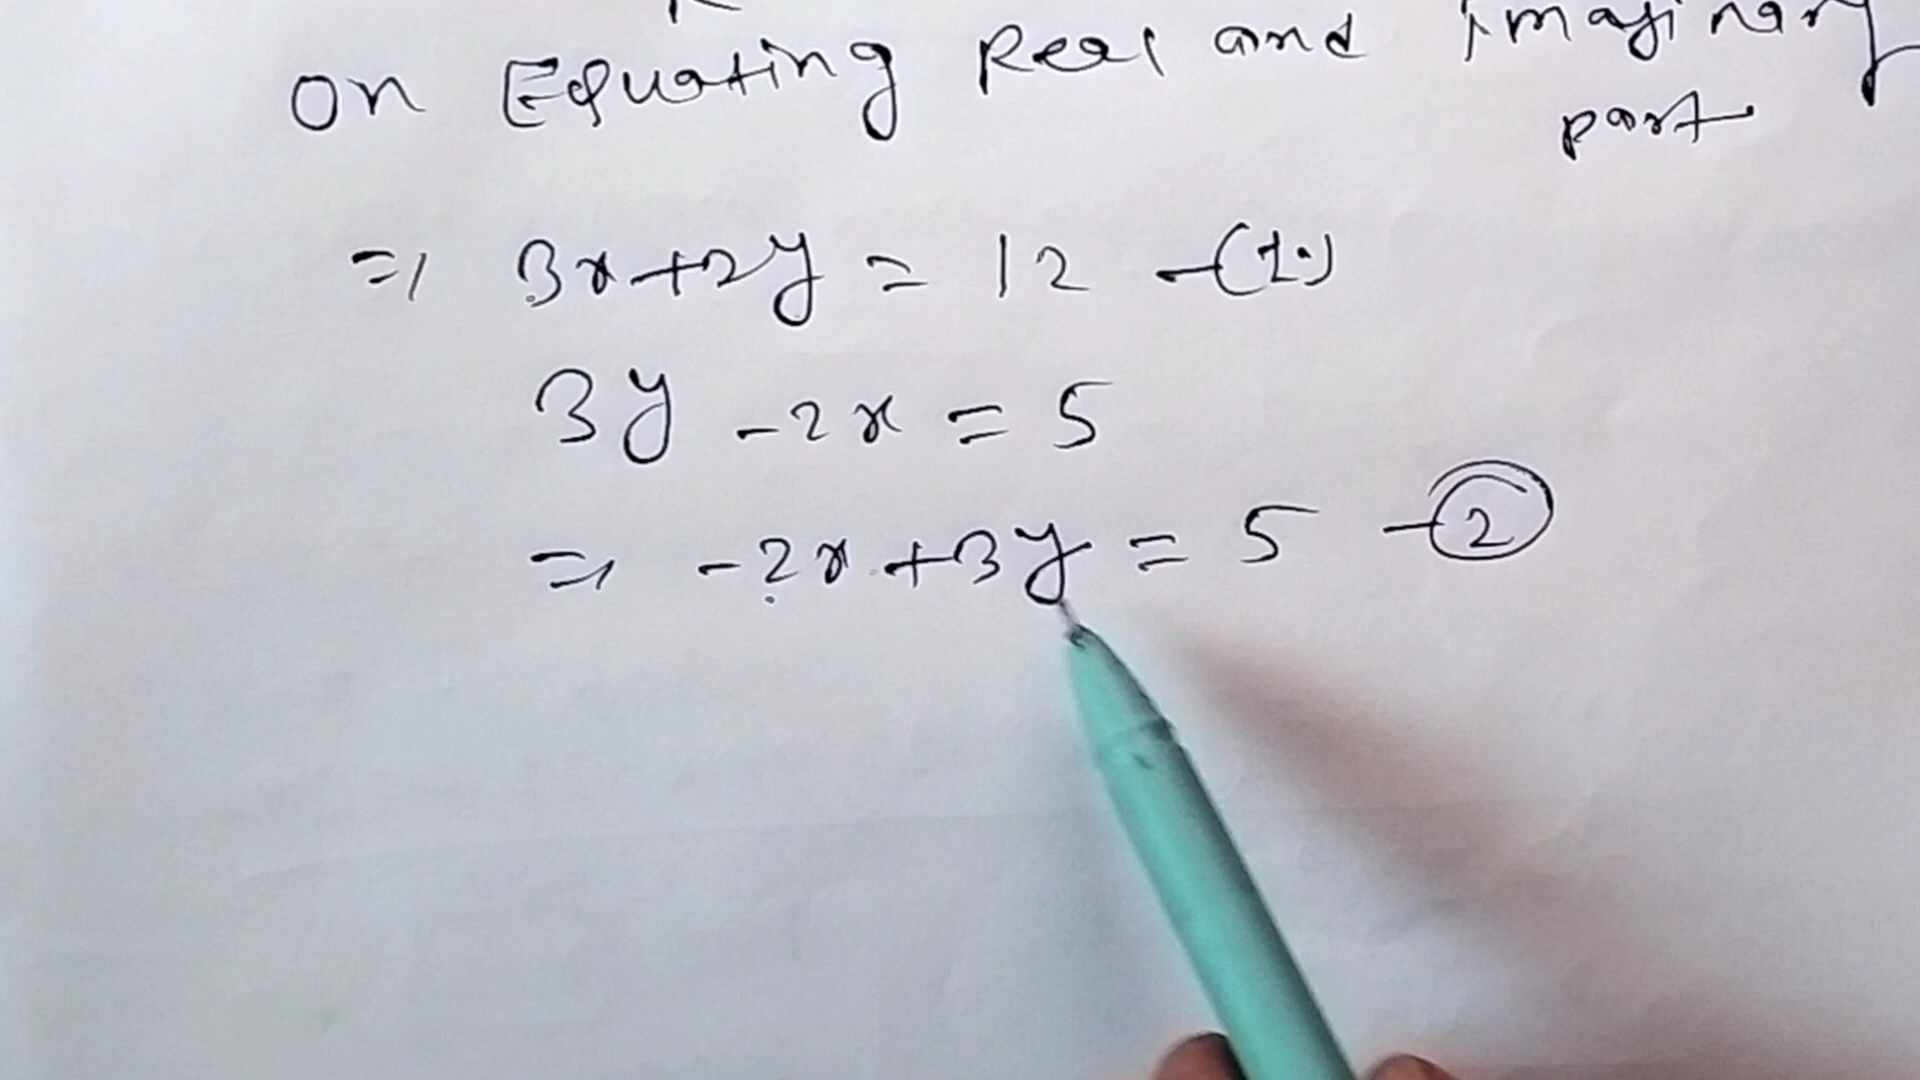 on Equating Real and imaginary
part
=> 3x+2y = 12 -(1.)
3y -2x = 5
=> -2x+3y = 5 -②